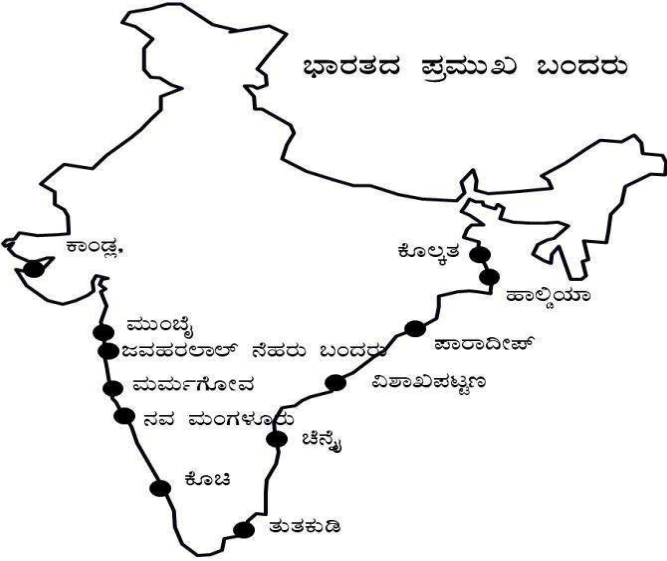 ಭಾರತದ ಪ್ರಮುಖ ಬಂದರು
ಕಾಂಡ್ಲ.
ಕೊಲ್ಕತ
ಹಾಲ್ಡಿಯಾ
ಮುಂಬೈ
ಜವಹರಲಾಲ್ ನೆಹರು ಬಂದರು
ಪಾರಾದೀಪ್
ಮರ್ಮಗೋವ
ವಿಶಾಖಪಟ್ಟಣ
ನವ ಮಂಗಳೂರು
ಚೆನ್ನೈ
ಕೊಚಿ
ತುತಕುಡಿ